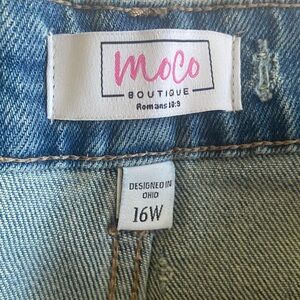 moco
BOUTIQUE
Romans 10:9
DESIGNED IN
OHIO
16W